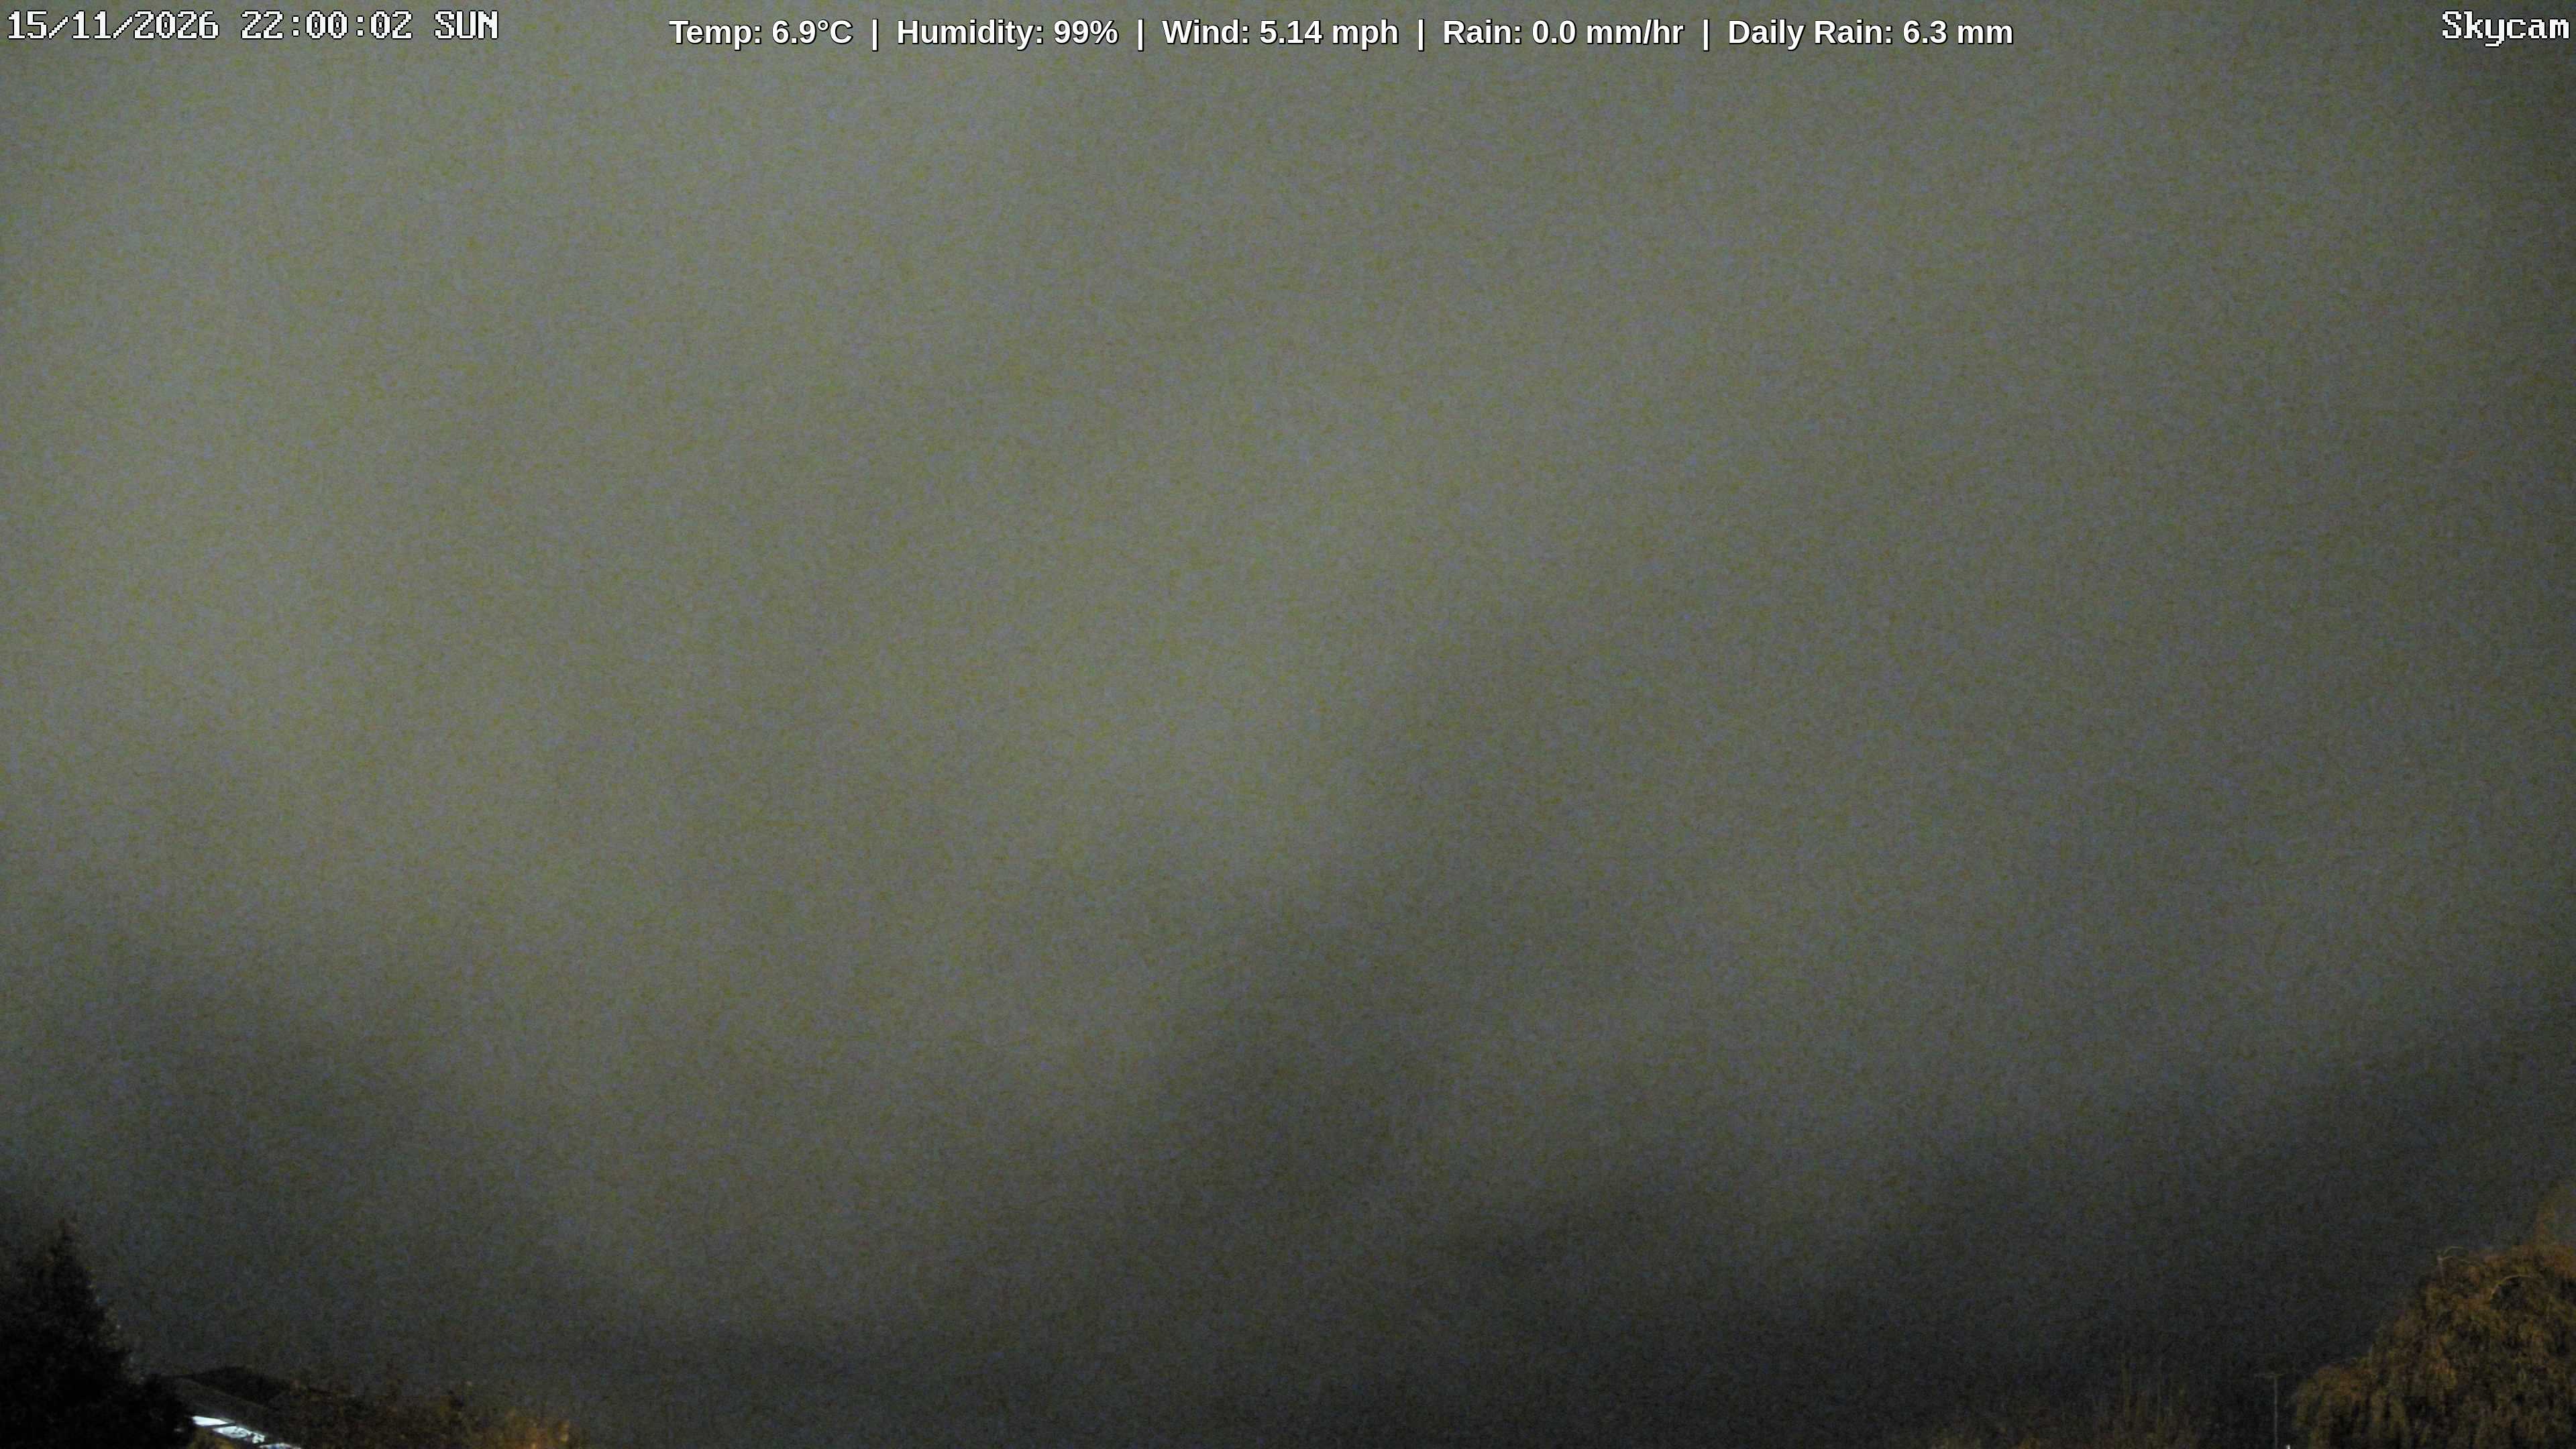 15/11/2026 22:00:02 SUN
Temp: 6.9°C | Humidity: 99% | Wind: 5.14 mph | Rain: 0.0 mm/hr | Daily Rain: 6.3 mm
Skycam